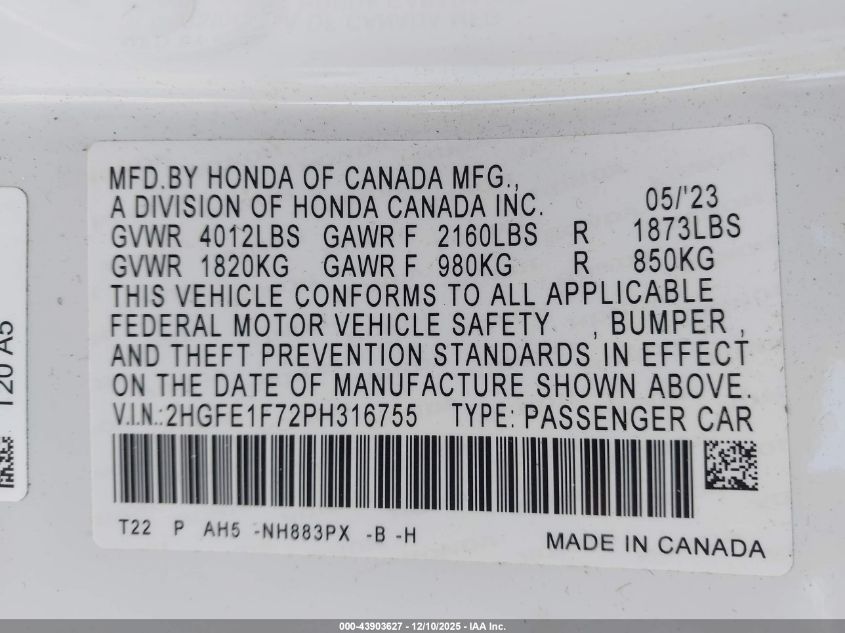 MFD.BY HONDA OF CANADA MFG.,
A DIVISION OF HONDA CANADA INC. 05/'23
GVWR 4012LBS GAWR F 2160LBS R 1873LBS
GVWR 1820KG GAWR F 980KG R 850KG
THIS VEHICLE CONFORMS TO ALL APPLICABLE
FEDERAL MOTOR VEHICLE SAFETY , BUMPER ,
AND THEFT PREVENTION STANDARDS IN EFFECT
ON THE DATE OF MANUFACTURE SHOWN ABOVE.
V.I.N.:2HGFE1F72PH316755 TYPE: PASSENGER CAR
T22 P AH5 -NH883PX -B -H
MADE IN CANADA
T20 A5
000-43903627 - 12/10/2025 - IAA Inc.